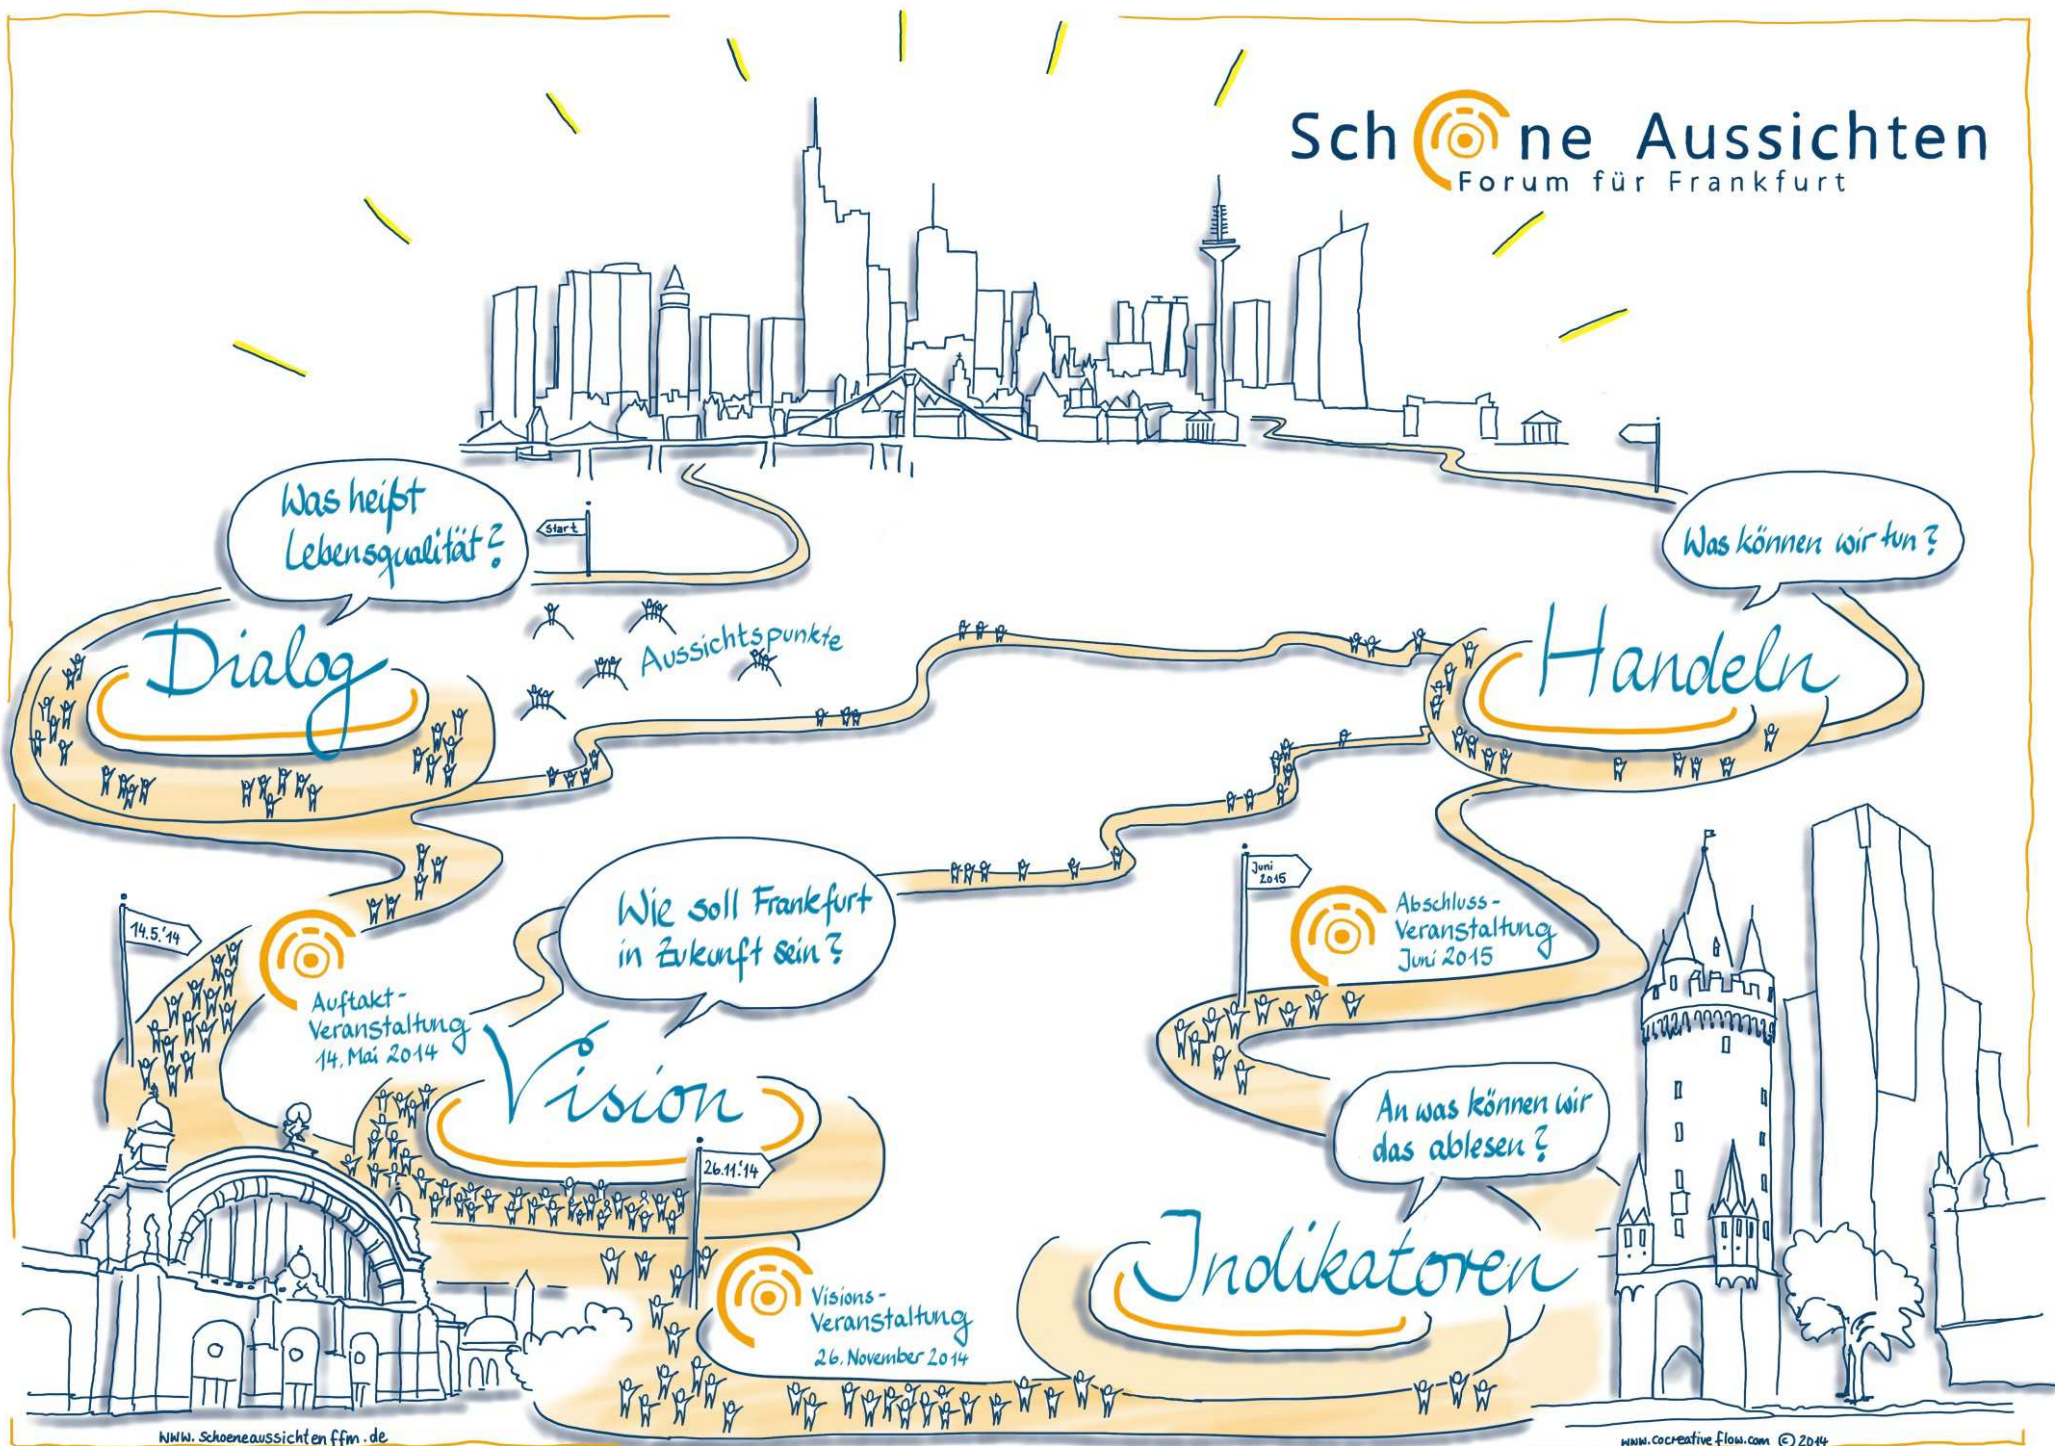 Schöne Aussichten
Forum für Frankfurt
Was heißt
Lebensqualität?
Start
Was können wir tun?
Dialog
Aussichtspunkte
Handeln
Wie soll Frankfurt
in Zukunft sein?
14.5.'14
Auftakt-
Veranstaltung
14. Mai 2014
Juni
2015
Abschluss-
Veranstaltung
Juni 2015
Vision
26.11.'14
An was können wir
das ablesen?
Visions-
Veranstaltung
26. November 2014
Indikatoren
www.schoeneaussichtenffm.de
www.cocreativeflow.com © 2014